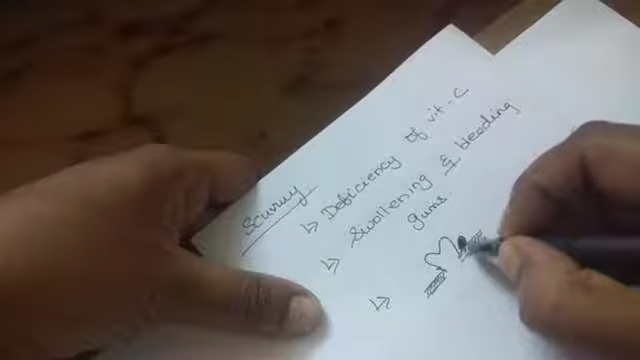 Scurvy
↳ Deficiency of vit-C
↳ Swollening & bleeding
gums.
↳